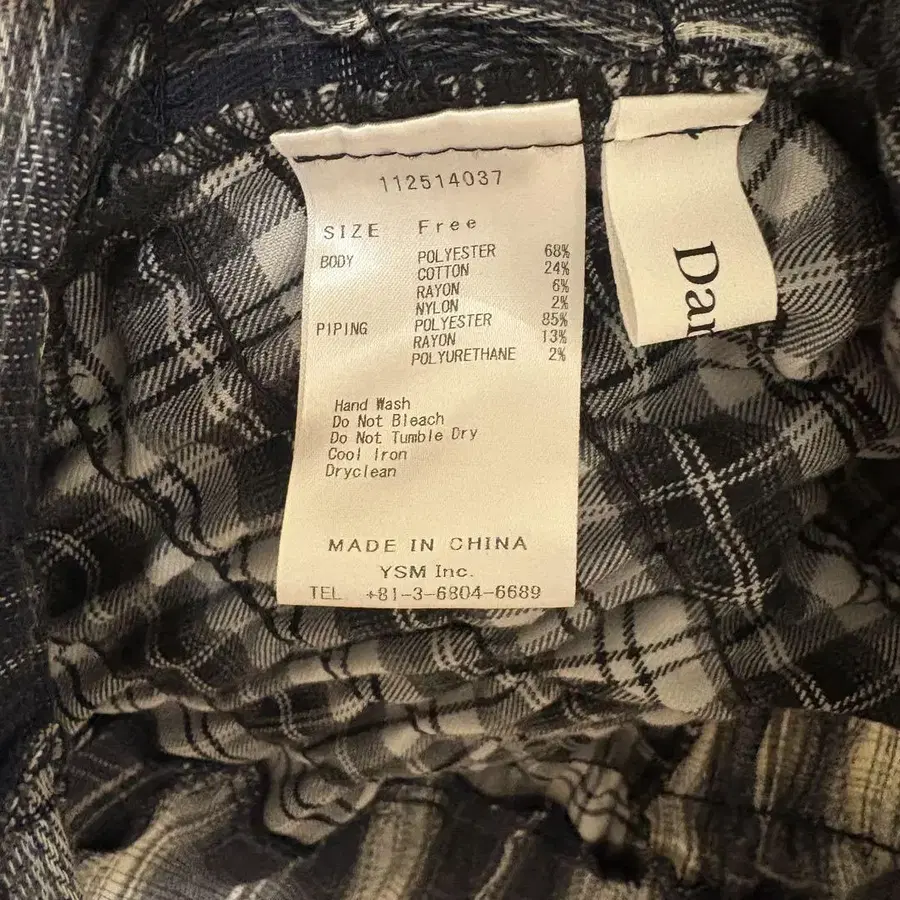 112514037
SIZE Free
BODY POLYESTER 68%
COTTON 24%
RAYON 6%
NYLON 2%
PIPING POLYESTER 85%
RAYON 13%
POLYURETHANE 2%
Hand Wash
Do Not Bleach
Do Not Tumble Dry
Cool Iron
Dryclean
MADE IN CHINA
YSM Inc.
TEL +81-3-6804-6689
Dar